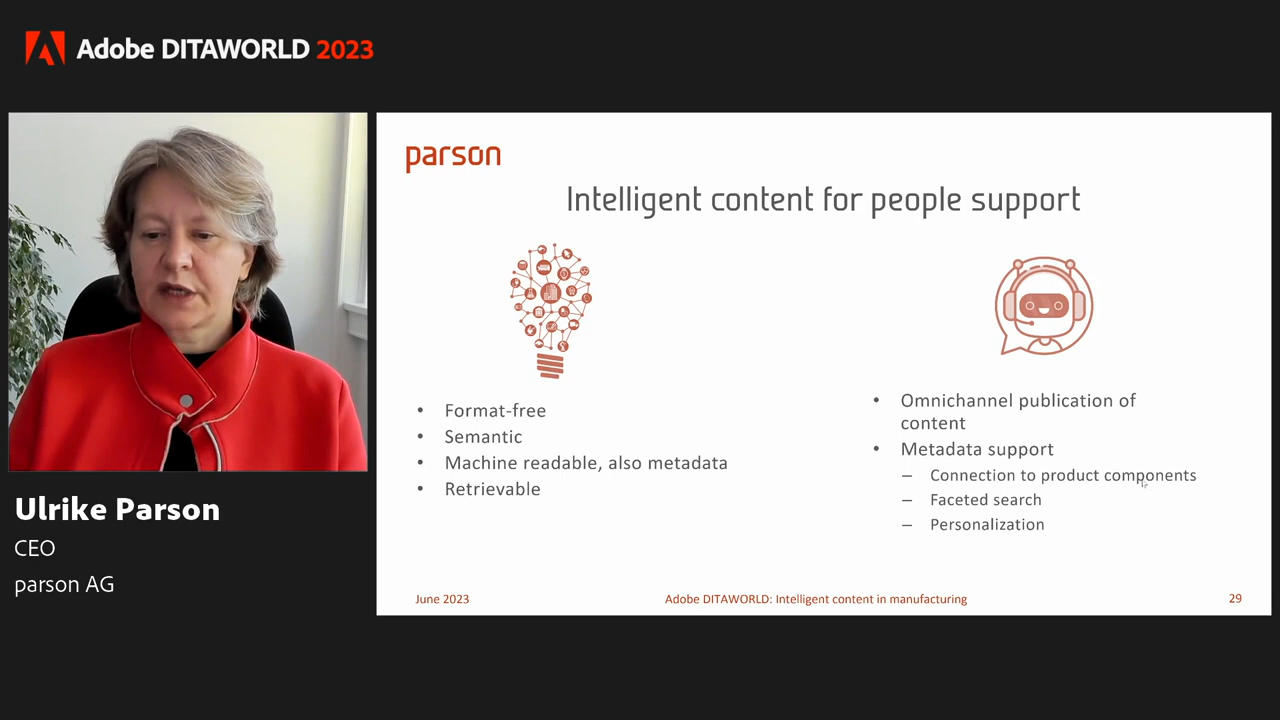 Adobe DITAWORLD 2023
parson
Intelligent content for people support
• Format-free
• Semantic
• Machine readable, also metadata
• Retrievable
• Omnichannel publication of
content
• Metadata support
– Connection to product components
– Faceted search
– Personalization
June 2023
Adobe DITAWORLD: Intelligent content in manufacturing
29
Ulrike Parson
CEO
parson AG